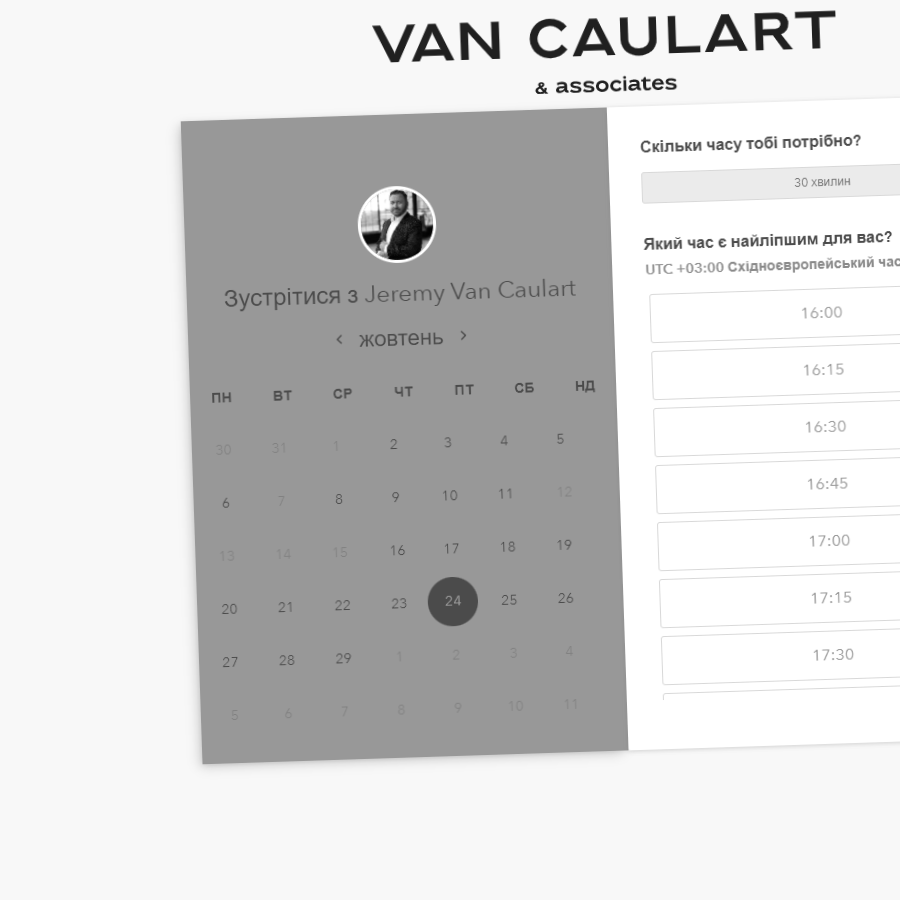 VAN CAULART
& associates
Зустрітися з Jeremy Van Caulart
жовтень
ПН ВТ СР ЧТ ПТ СБ НД
30 31 1 2 3 4 5
6 7 8 9 10 11 12
13 14 15 16 17 18 19
20 21 22 23 24 25 26
27 28 29 1 2 3 4
5 6 7 8 9 10 11
Скільки часу тобі потрібно?
30 хвилин
Який час є найліпшим для вас?
UTC +03:00 Східноєвропейський час
16:00
16:15
16:30
16:45
17:00
17:15
17:30